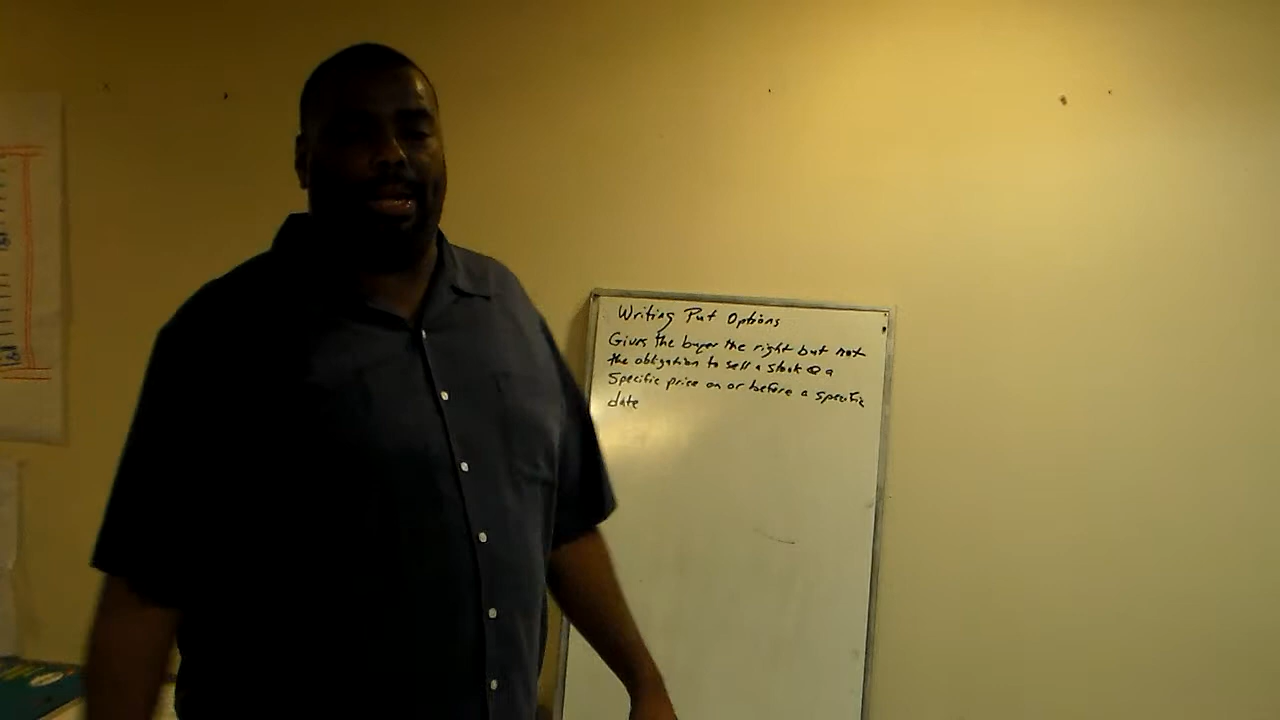 Writing Put Options
Gives the buyer the right but not
the obligation to sell a stock @ a
Specific price on or before a specific
date